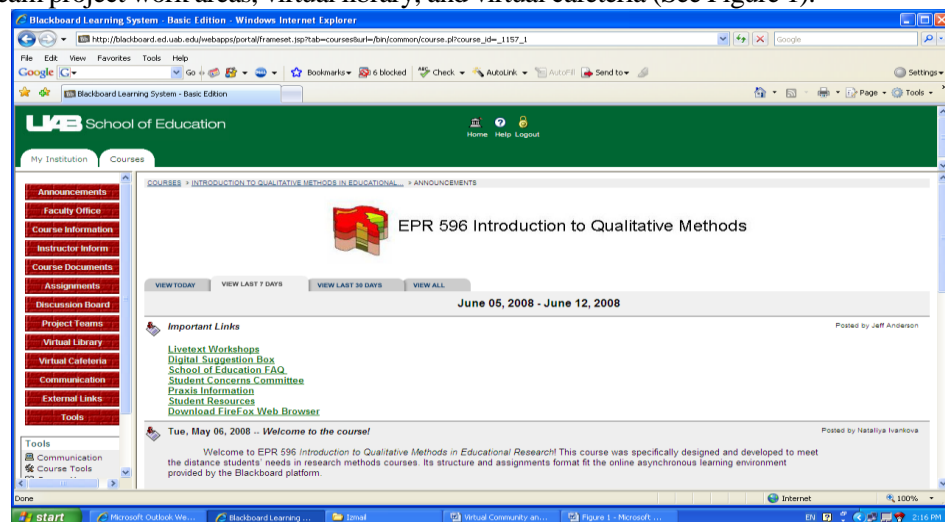 eam project work areas, virtual library, and virtual cafeteria (See Figure 1).
Blackboard Learning System - Basic Edition - Windows Internet Explorer
http://blackboard.ed.uab.edu/webapps/portal/frameset.jsp?tab=courses&url=/bin/common/course.pl?course_id=_1157_1
Google
File Edit View Favorites Tools Help
Google G Go Bookmarks 6 blocked Check AutoLink AutoFill Send to Settings
Blackboard Learning System - Basic Edition
Page Tools
UAB School of Education
Home Help Logout
My Institution Courses
COURSES > INTRODUCTION TO QUALITATIVE METHODS IN EDUCATIONAL... > ANNOUNCEMENTS
Announcements
Faculty Office
Course Information
Instructor Inform
Course Documents
Assignments
Discussion Board
Project Teams
Virtual Library
Virtual Cafeteria
Communication
External Links
Tools
Tools
Communication
Course Tools
EPR 596 Introduction to Qualitative Methods
VIEW TODAY VIEW LAST 7 DAYS VIEW LAST 30 DAYS VIEW ALL
June 05, 2008 - June 12, 2008
Important Links Posted by Jeff Anderson
Livetext Workshops
Digital Suggestion Box
School of Education FAQ
Student Concerns Committee
Praxis Information
Student Resources
Download FireFox Web Browser
Tue, May 06, 2008 -- Welcome to the course! Posted by Nataliya Ivankova
Welcome to EPR 596 Introduction to Qualitative Methods in Educational Research! This course was specifically designed and developed to meet
the distance students' needs in research methods courses. Its structure and assignments format fit the online asynchronous learning environment
provided by the Blackboard platform.
Done Internet 100%
start Microsoft Outlook We... Blackboard Learning ... Izmail Virtual Community an... Figure 1 - Microsoft ... EN 2:16 PM